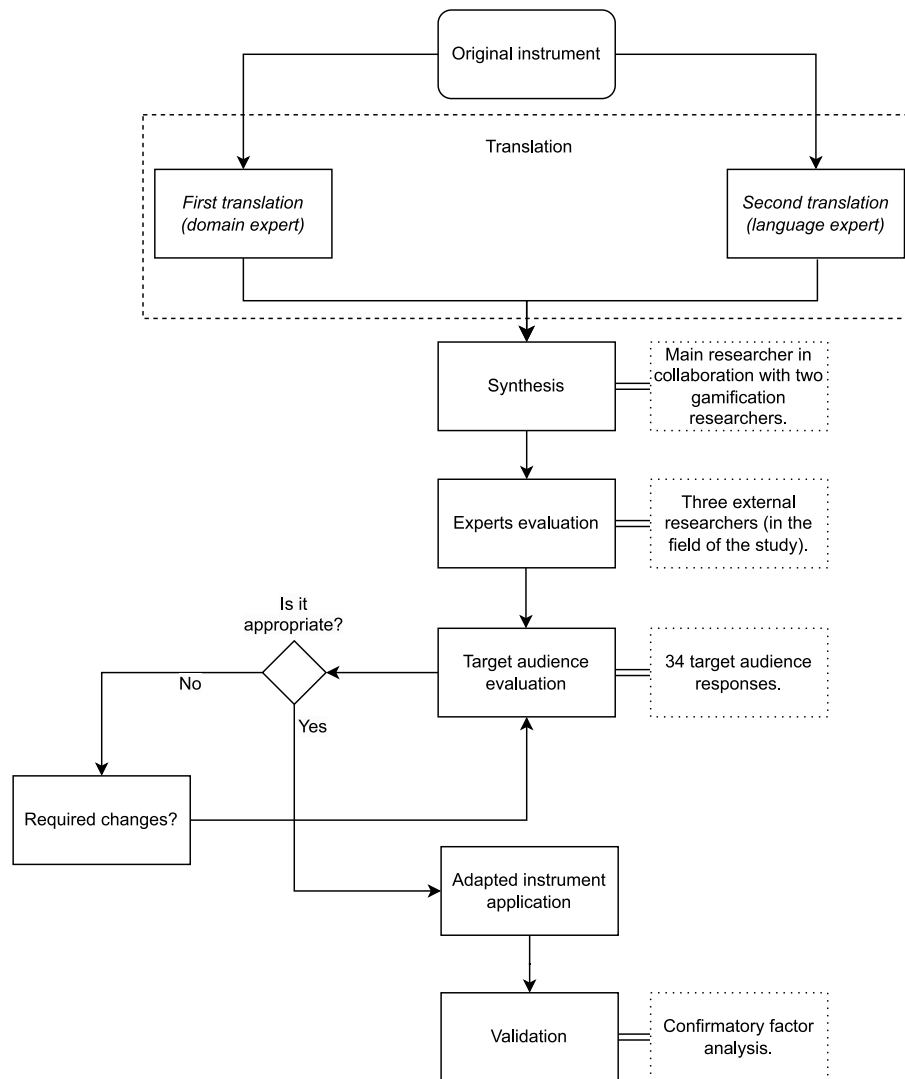 Original instrument
Translation
First translation
(domain expert)
Second translation
(language expert)
Synthesis
Main researcher in
collaboration with two
gamification
researchers.
Experts evaluation
Three external
researchers (in the
field of the study).
Is it
appropriate?
Target audience
evaluation
34 target audience
responses.
No
Yes
Required changes?
Adapted instrument
application
Validation
Confirmatory factor
analysis.